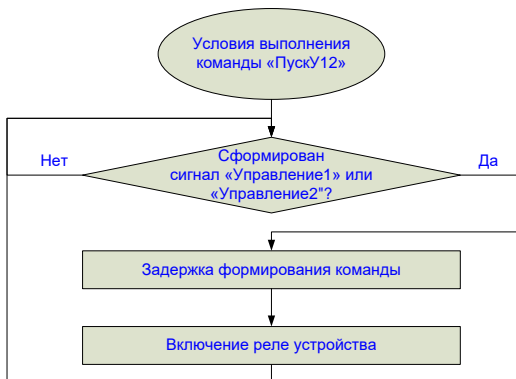 Условия выполнения
команды «ПускУ12»
Сформирован
сигнал «Управление1» или
«Управление2"?
Нет
Да
Задержка формирования команды
Включение реле устройства